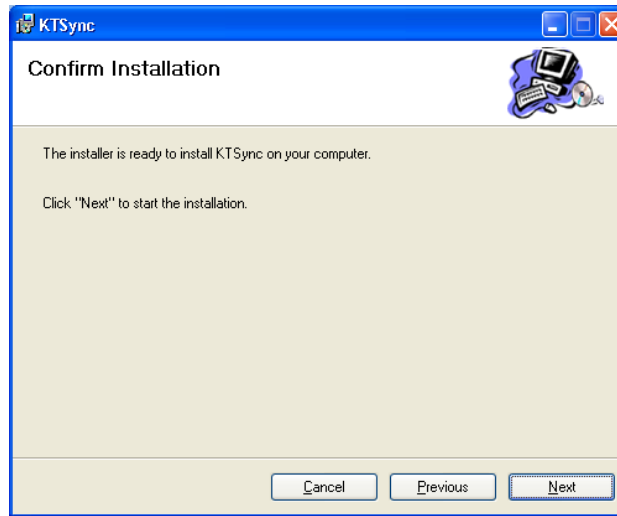 KTSync
Confirm Installation
The installer is ready to install KTSync on your computer.
Click "Next" to start the installation.
Cancel
Previous
Next